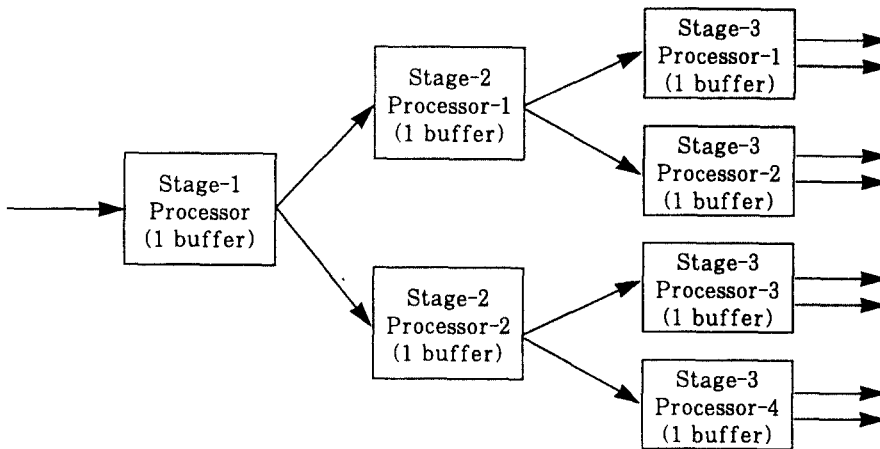 Stage-1
Processor
(1 buffer)
Stage-2
Processor-1
(1 buffer)
Stage-2
Processor-2
(1 buffer)
Stage-3
Processor-1
(1 buffer)
Stage-3
Processor-2
(1 buffer)
Stage-3
Processor-3
(1 buffer)
Stage-3
Processor-4
(1 buffer)